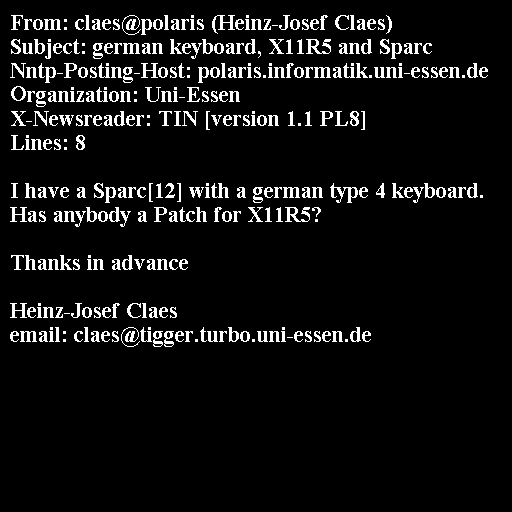 From: claes@polaris (Heinz-Josef Claes)
Subject: german keyboard, X11R5 and Sparc
Nntp-Posting-Host: polaris.informatik.uni-essen.de
Organization: Uni-Essen
X-Newsreader: TIN [version 1.1 PL8]
Lines: 8

I have a Sparc[12] with a german type 4 keyboard.
Has anybody a Patch for X11R5?

Thanks in advance

Heinz-Josef Claes
email: claes@tigger.turbo.uni-essen.de